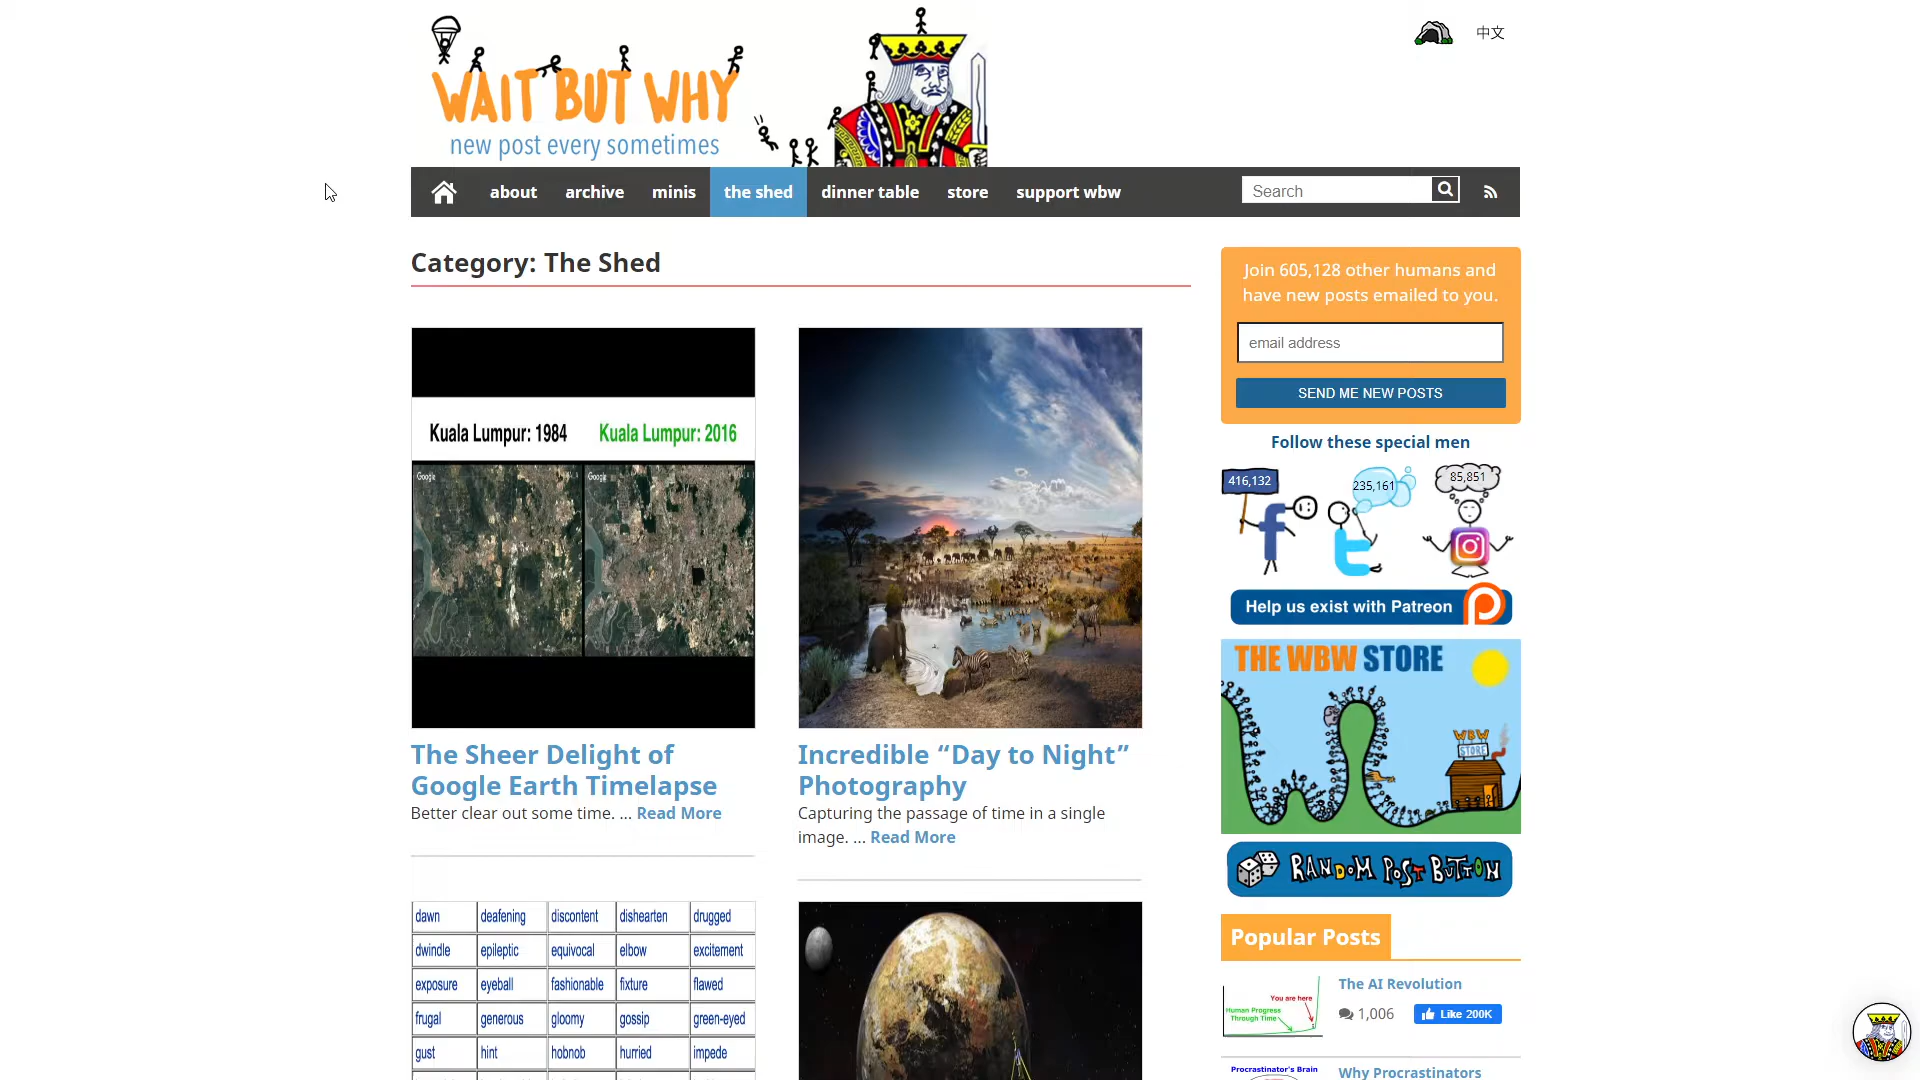 中文
WAIT BUT WHY
new post every sometimes
about archive minis the shed dinner table store support wbw
Search
Category: The Shed
Kuala Lumpur: 1984 Kuala Lumpur: 2016
Google Google
The Sheer Delight of
Google Earth Timelapse
Better clear out some time. ... Read More
Incredible “Day to Night”
Photography
Capturing the passage of time in a single
image. ... Read More
dawn deafening discontent dishearten drugged
dwindle epileptic equivocal elbow excitement
exposure eyeball fashionable fixture flawed
frugal generous gloomy gossip green-eyed
gust hint hobnob hurried impede
Join 605,128 other humans and
have new posts emailed to you.
email address
SEND ME NEW POSTS
Follow these special men
416,132 235,161 85,851
Help us exist with Patreon
THE WBW STORE
WBW
STORE
RANDOM POST BUTTON
Popular Posts
You are here
Human Progress
Through Time
The AI Revolution
1,006 Like 200K
Procrastinator's Brain
Why Procrastinators